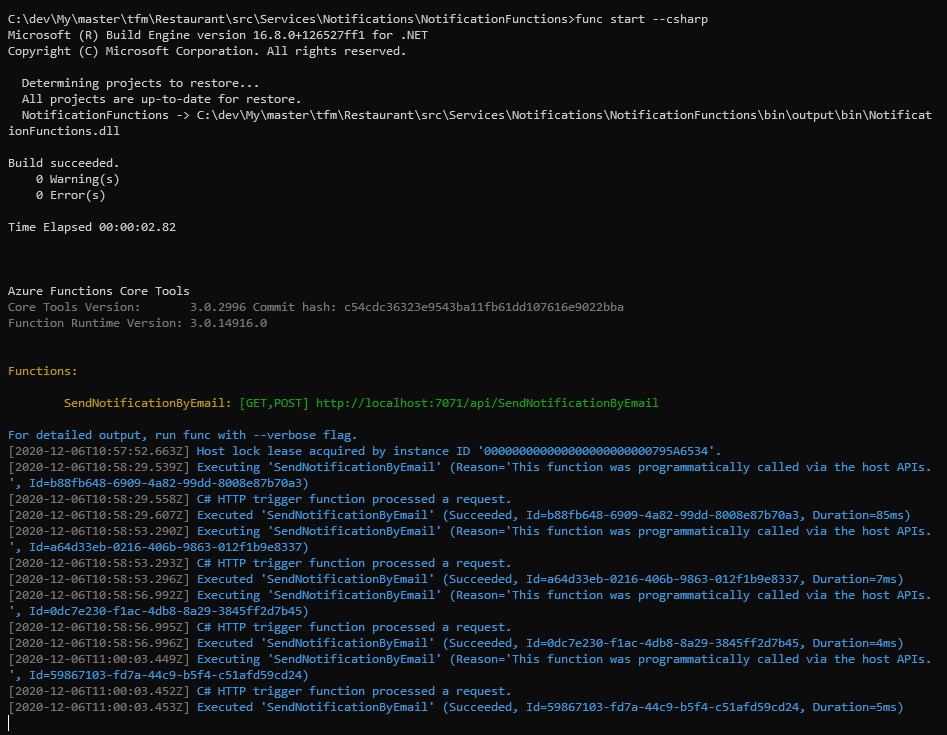 C:\dev\My\master\tfm\Restaurant\src\Services\Notifications\NotificationFunctions>func start --csharp
Microsoft (R) Build Engine version 16.8.0+126527ff1 for .NET
Copyright (C) Microsoft Corporation. All rights reserved.
Determining projects to restore...
All projects are up-to-date for restore.
NotificationFunctions -> C:\dev\My\master\tfm\Restaurant\src\Services\Notifications\NotificationFunctions\bin\output\bin\Notificat
ionFunctions.dll
Build succeeded.
0 Warning(s)
0 Error(s)
Time Elapsed 00:00:02.82
Azure Functions Core Tools
Core Tools Version:       3.0.2996 Commit hash: c54cdc36323e9543ba11fb61dd107616e9022bba
Function Runtime Version: 3.0.14916.0
Functions:
SendNotificationByEmail: [GET,POST] http://localhost:7071/api/SendNotificationByEmail
For detailed output, run func with --verbose flag.
[2020-12-06T10:57:52.663Z] Host lock lease acquired by instance ID '000000000000000000000000795A6534'.
[2020-12-06T10:58:29.539Z] Executing 'SendNotificationByEmail' (Reason='This function was programmatically called via the host APIs.
', Id=b88fb648-6909-4a82-99dd-8008e87b70a3)
[2020-12-06T10:58:29.558Z] C# HTTP trigger function processed a request.
[2020-12-06T10:58:29.607Z] Executed 'SendNotificationByEmail' (Succeeded, Id=b88fb648-6909-4a82-99dd-8008e87b70a3, Duration=85ms)
[2020-12-06T10:58:53.290Z] Executing 'SendNotificationByEmail' (Reason='This function was programmatically called via the host APIs.
', Id=a64d33eb-0216-406b-9863-012f1b9e8337)
[2020-12-06T10:58:53.293Z] C# HTTP trigger function processed a request.
[2020-12-06T10:58:53.296Z] Executed 'SendNotificationByEmail' (Succeeded, Id=a64d33eb-0216-406b-9863-012f1b9e8337, Duration=7ms)
[2020-12-06T10:58:56.992Z] Executing 'SendNotificationByEmail' (Reason='This function was programmatically called via the host APIs.
', Id=0dc7e230-f1ac-4db8-8a29-3845ff2d7b45)
[2020-12-06T10:58:56.995Z] C# HTTP trigger function processed a request.
[2020-12-06T10:58:56.996Z] Executed 'SendNotificationByEmail' (Succeeded, Id=0dc7e230-f1ac-4db8-8a29-3845ff2d7b45, Duration=4ms)
[2020-12-06T11:00:03.449Z] Executing 'SendNotificationByEmail' (Reason='This function was programmatically called via the host APIs.
', Id=59867103-fd7a-44c9-b5f4-c51afd59cd24)
[2020-12-06T11:00:03.452Z] C# HTTP trigger function processed a request.
[2020-12-06T11:00:03.453Z] Executed 'SendNotificationByEmail' (Succeeded, Id=59867103-fd7a-44c9-b5f4-c51afd59cd24, Duration=5ms)